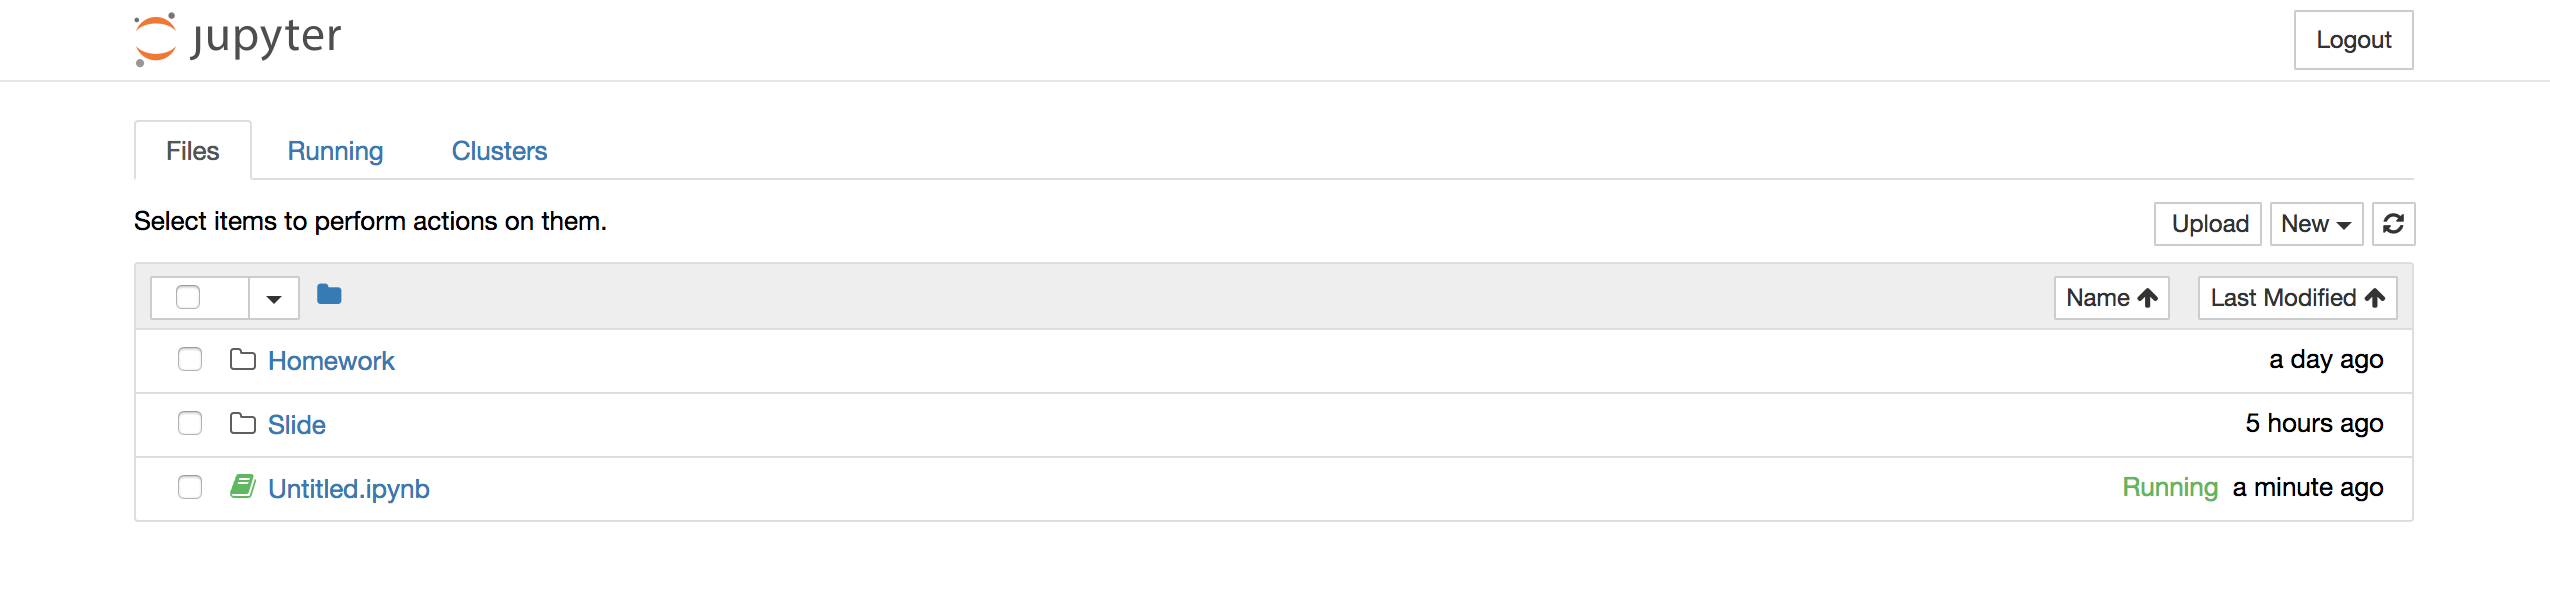 jupyter
Logout
Files Running Clusters
Select items to perform actions on them.
Upload New
Name Last Modified
Homework a day ago
Slide 5 hours ago
Untitled.ipynb Running a minute ago